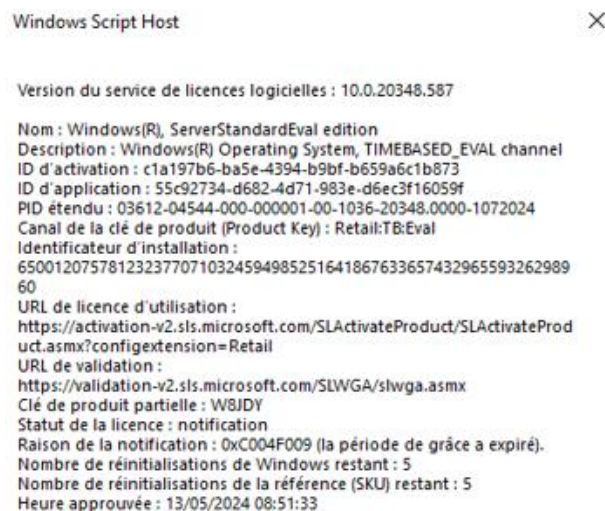 Windows Script Host
Version du service de licences logicielles : 10.0.20348.587
Nom : Windows(R), ServerStandardEval edition
Description : Windows(R) Operating System, TIMEBASED_EVAL channel
ID d'activation : c1a197b6-ba5e-4394-b9bf-b659a6c1b873
ID d'application : 55c92734-d682-4d71-983e-d6ec3f16059f
PID étendu : 03612-04544-000-000001-00-1036-20348.0000-1072024
Canal de la clé de produit (Product Key) : Retail:TB:Eval
Identificateur d'installation :
6500120757812323770710324594985251641867633657432965593262989
60
URL de licence d'utilisation :
https://activation-v2.sls.microsoft.com/SLActivateProduct/SLActivateProd
uct.asmx?configextension=Retail
URL de validation :
https://validation-v2.sls.microsoft.com/SLWGA/slwga.asmx
Clé de produit partielle : W8JDY
Statut de la licence : notification
Raison de la notification : 0xC004F009 (la période de grâce a expiré).
Nombre de réinitialisations de Windows restant : 5
Nombre de réinitialisations de la référence (SKU) restant : 5
Heure approuvée : 13/05/2024 08:51:33